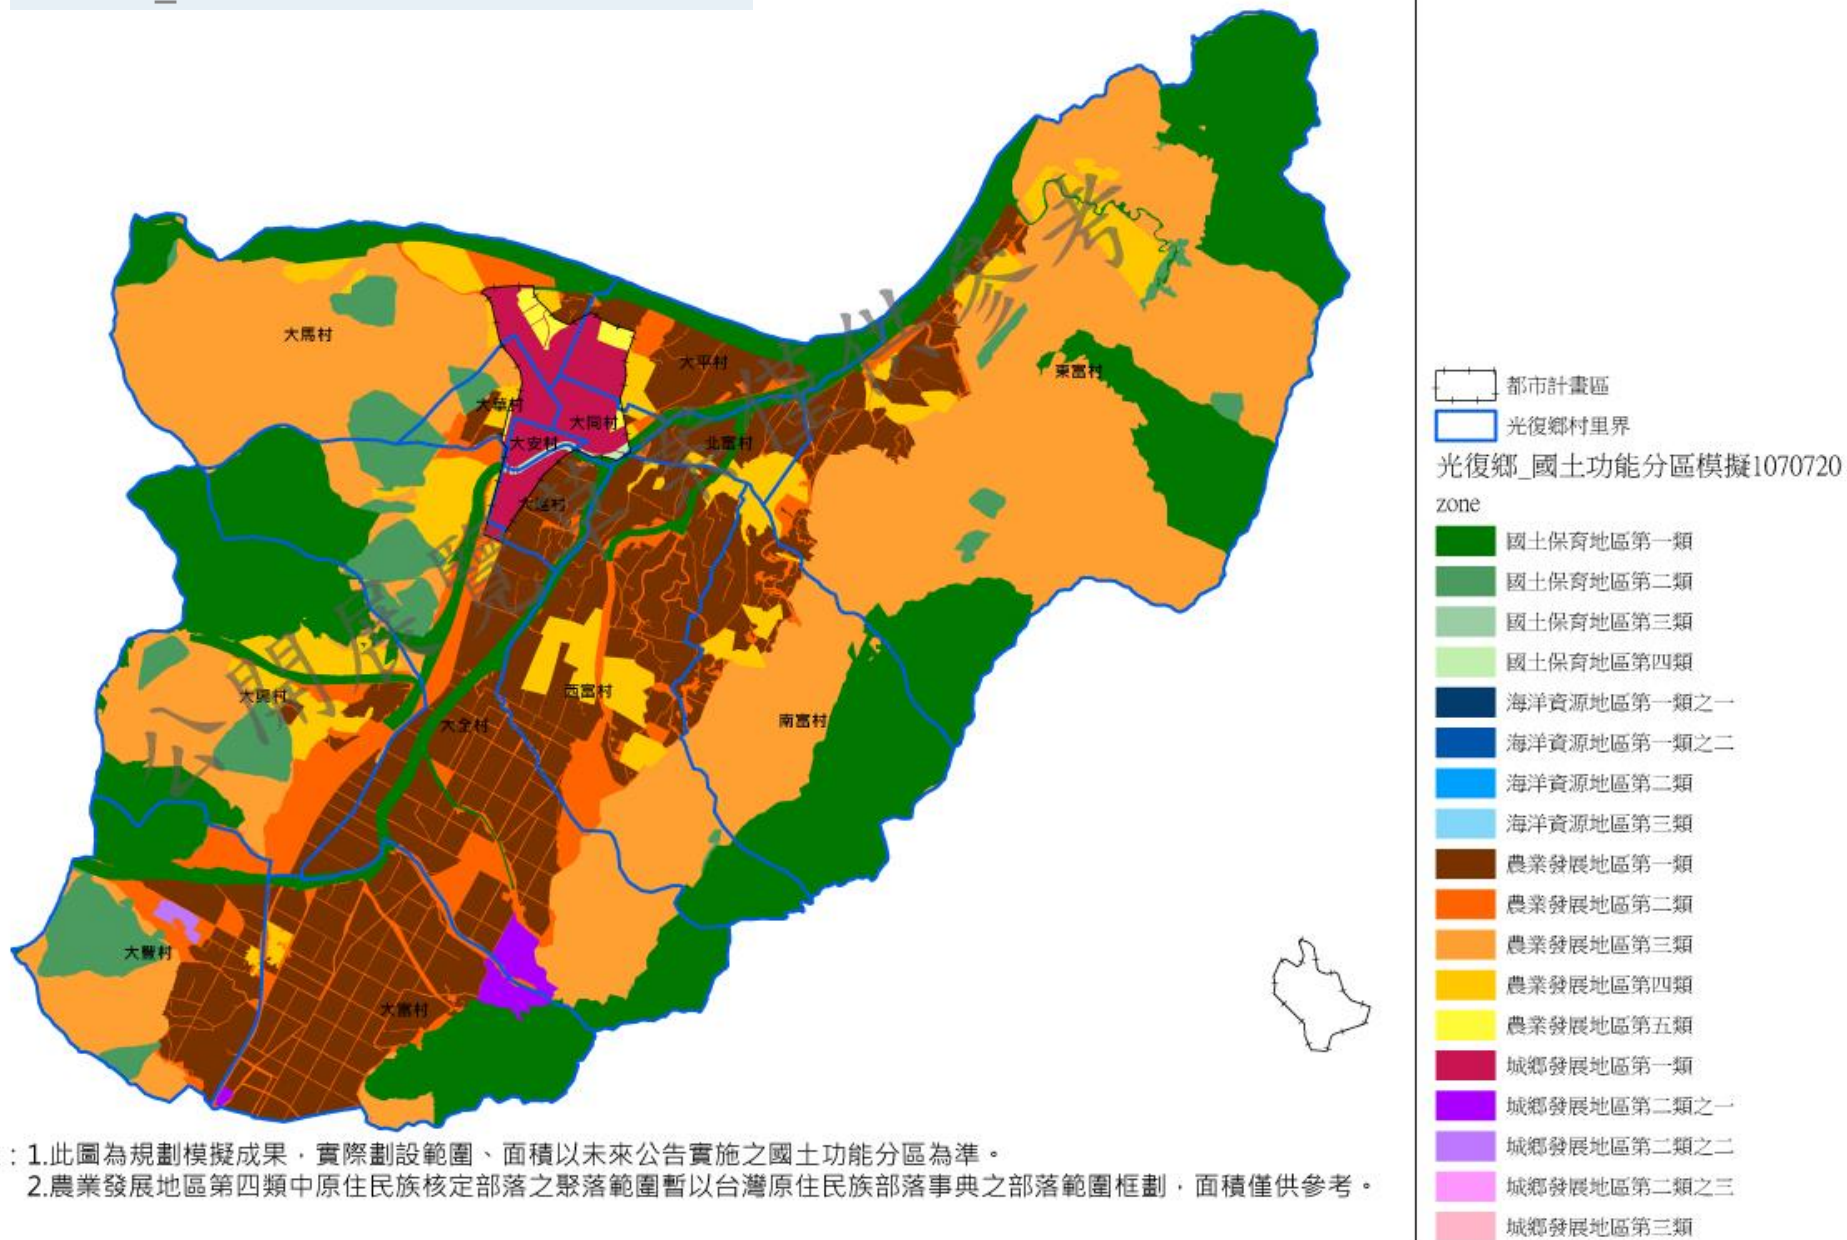 公開展覽草案僅供參考
大馬村
大平村
東富村
大華村
大同村
大安村
北富村
大進村
大興村
西富村
大全村
南富村
大豐村
大富村
都市計畫區
光復鄉村里界
光復鄉_國土功能分區模擬1070720
zone
國土保育地區第一類
國土保育地區第二類
國土保育地區第三類
國土保育地區第四類
海洋資源地區第一類之一
海洋資源地區第一類之二
海洋資源地區第二類
海洋資源地區第三類
農業發展地區第一類
農業發展地區第二類
農業發展地區第三類
農業發展地區第四類
農業發展地區第五類
城鄉發展地區第一類
城鄉發展地區第二類之一
城鄉發展地區第二類之二
城鄉發展地區第二類之三
城鄉發展地區第三類
：1.此圖為規劃模擬成果，實際劃設範圍、面積以未來公告實施之國土功能分區為準。
2.農業發展地區第四類中原住民族核定部落之聚落範圍暫以台灣原住民族部落事典之部落範圍框劃，面積僅供參考。